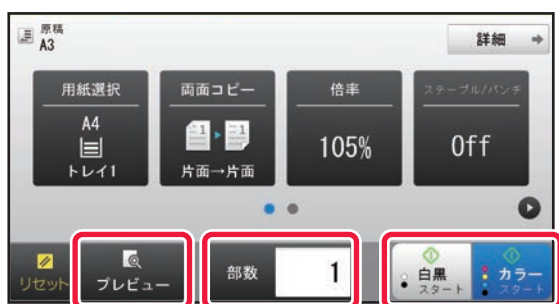 原稿
A3
詳細
用紙選択
A4
トレイ1
両面コピー
1 1
片面→片面
倍率
105%
ステープル/パンチ
Off
リセット
プレビュー
部数
1
白黒
スタート
カラー
スタート